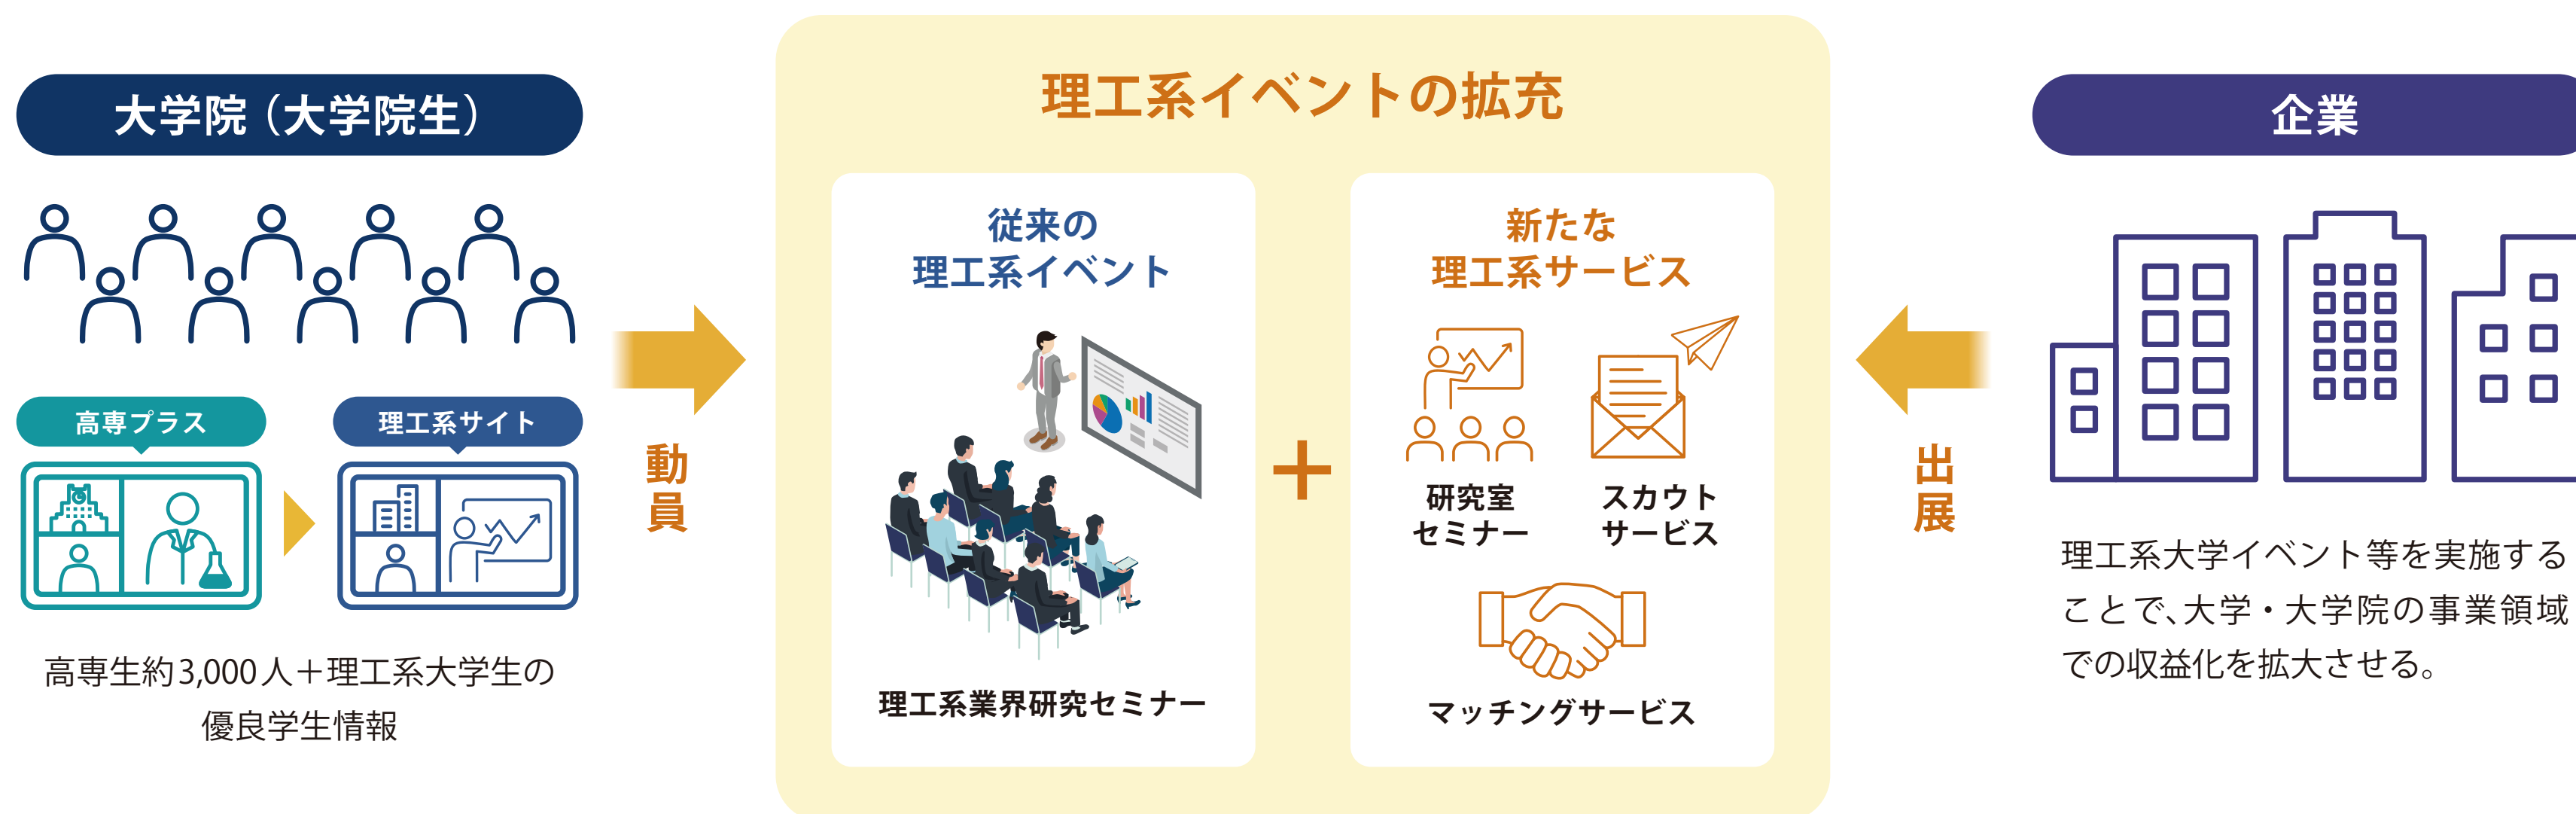 大学院（大学院生）
高専プラス
理工系サイト
高専生約3,000人＋理工系大学生の
優良学生情報
動員
理工系イベントの拡充
従来の
理工系イベント
理工系業界研究セミナー
＋
新たな
理工系サービス
研究室
セミナー
スカウト
サービス
マッチングサービス
出展
企業
理工系大学イベント等を実施する
ことで、大学・大学院の事業領域
での収益化を拡大させる。